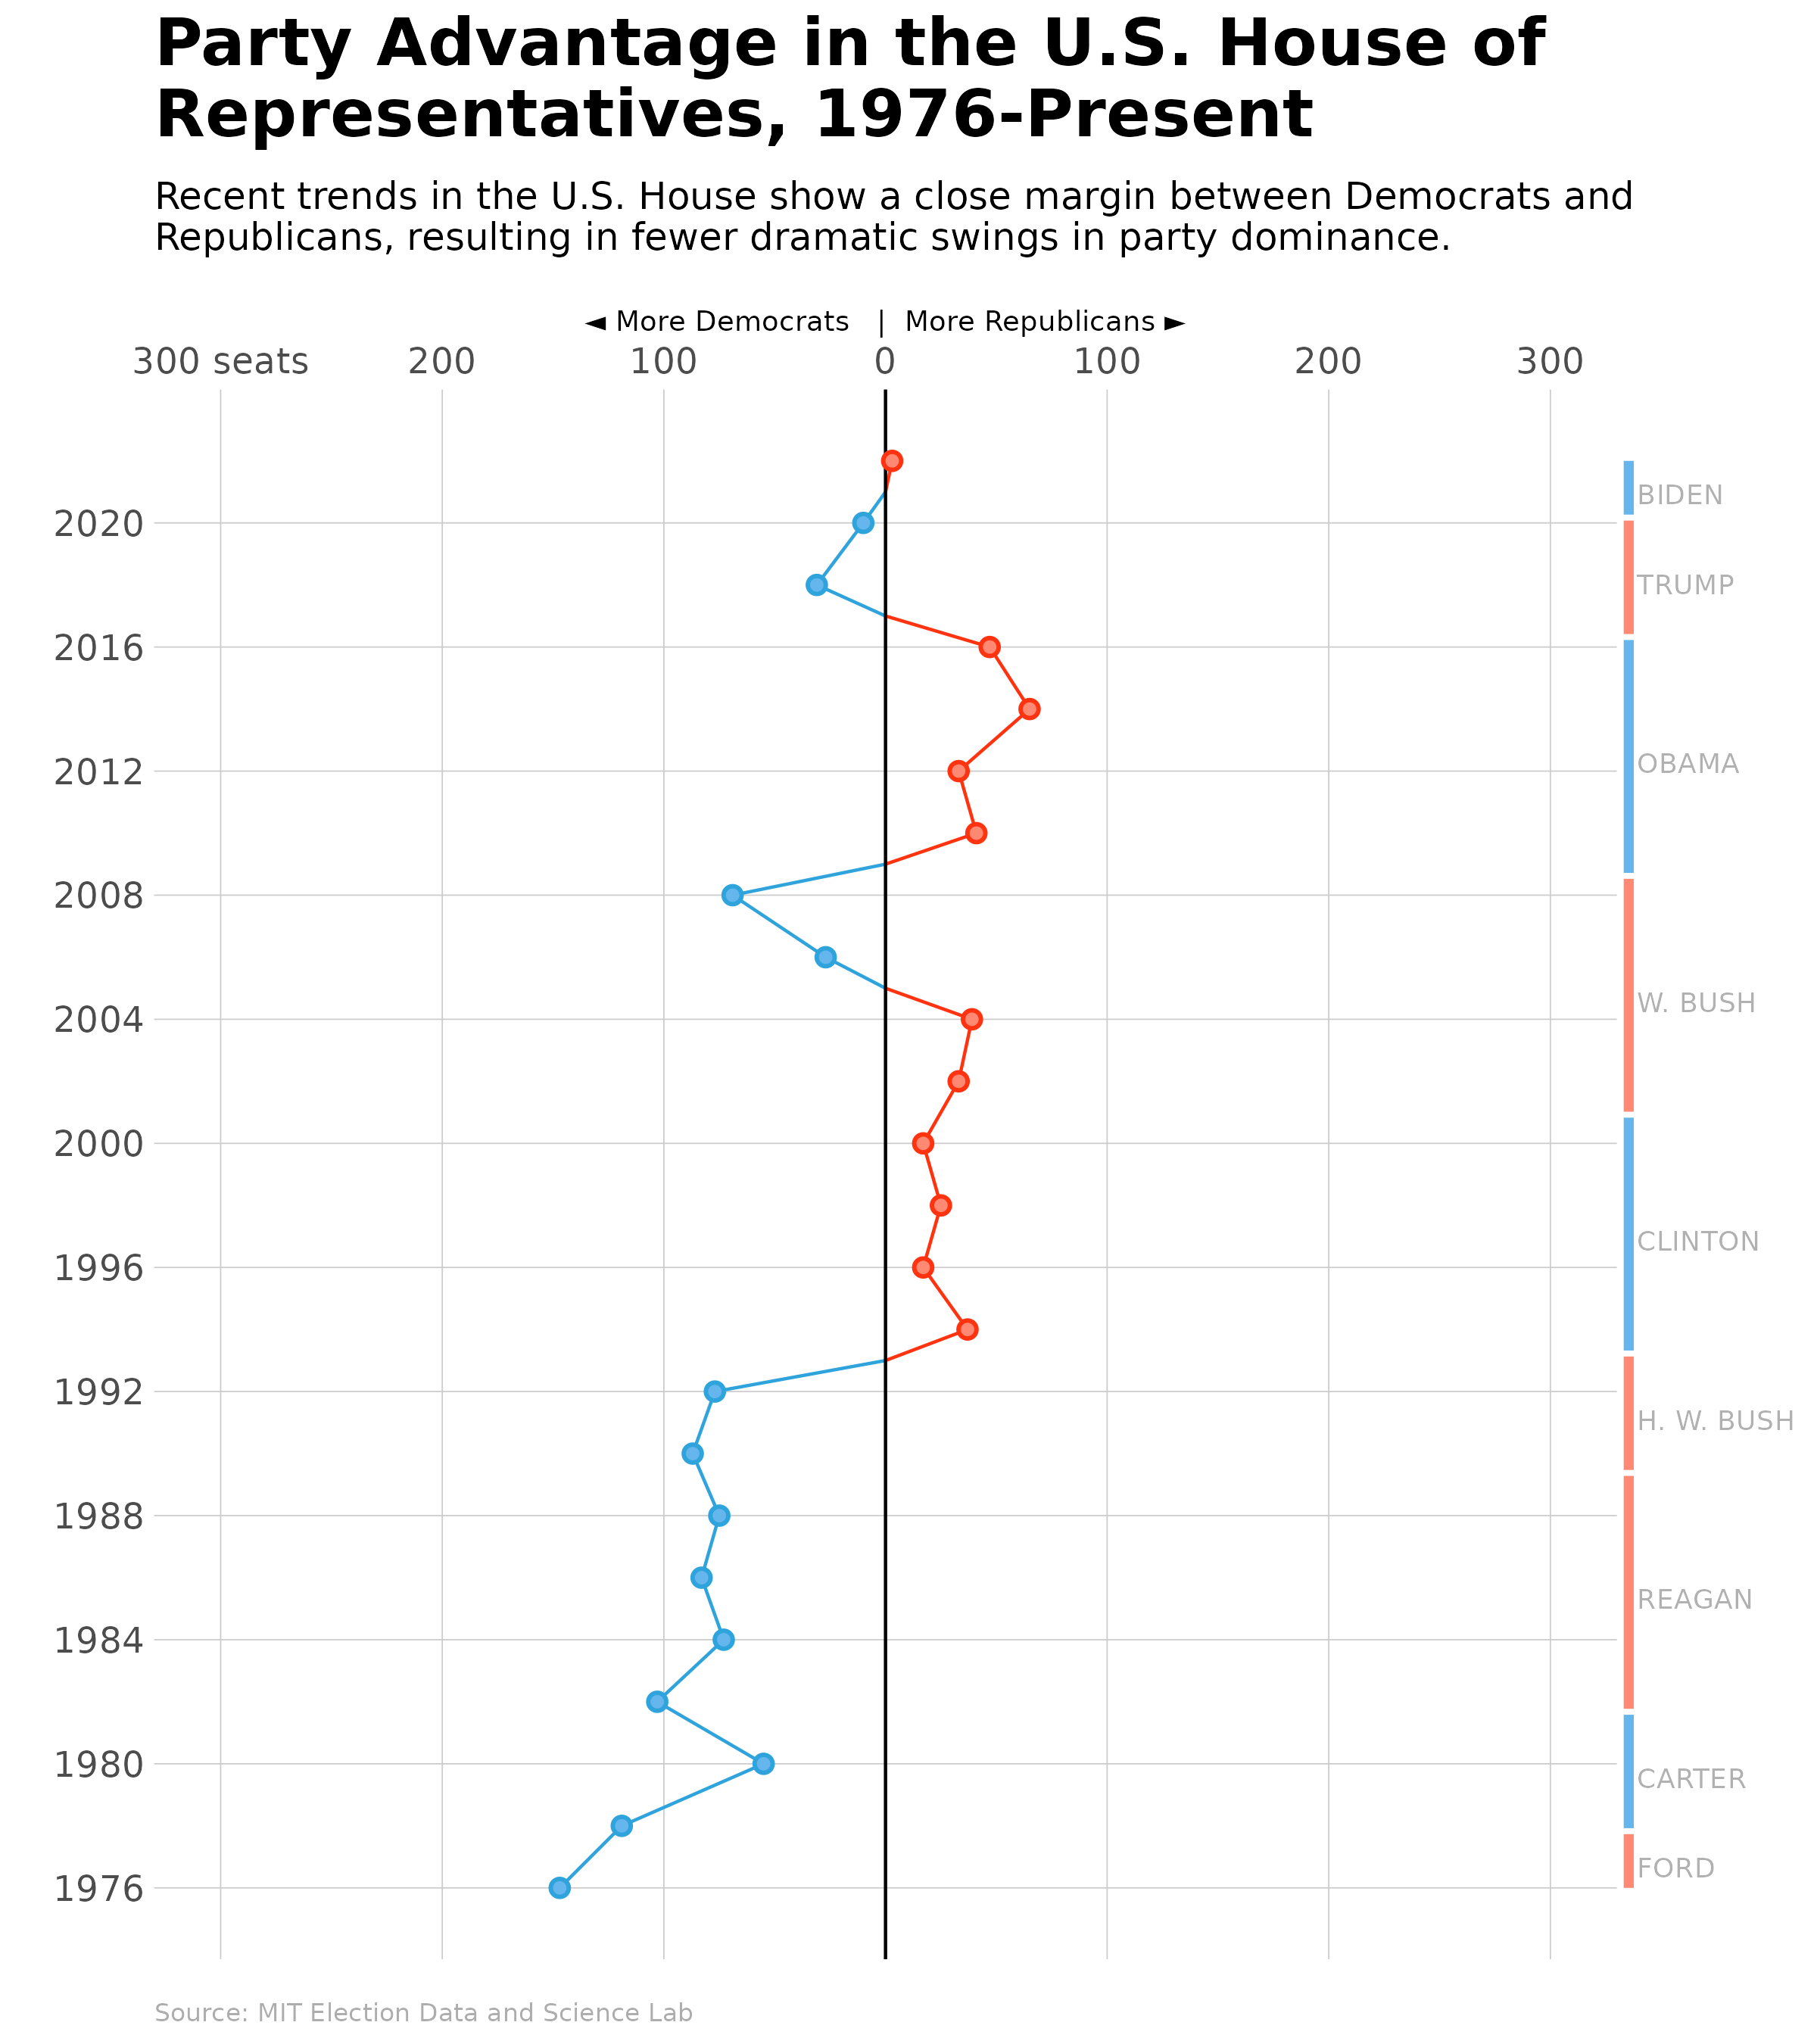 Party Advantage in the U.S. House of
Representatives, 1976-Present
Recent trends in the U.S. House show a close margin between Democrats and
Republicans, resulting in fewer dramatic swings in party dominance.
◄ More Democrats | More Republicans ►
300 seats 200 100 0 100 200 300
BIDEN
2020
TRUMP
2016
OBAMA
2012
2008
W. BUSH
2004
2000
CLINTON
1996
1992
H. W. BUSH
1988
REAGAN
1984
1980
CARTER
FORD
1976
Source: MIT Election Data and Science Lab